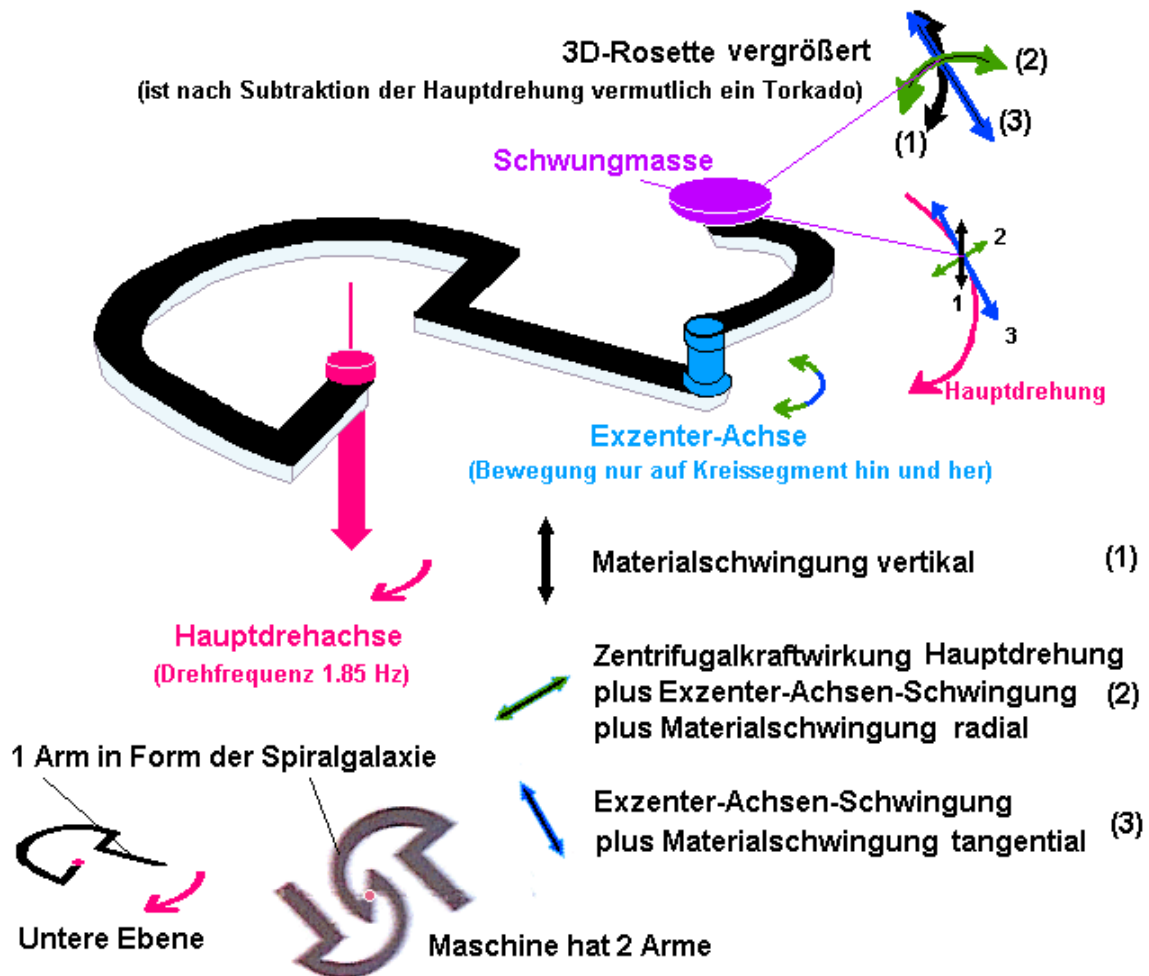 3D-Rosette vergrößert
(ist nach Subtraktion der Hauptdrehung vermutlich ein Torkado)
(2)
(1)
(3)
Schwungmasse
2
1
3
Hauptdrehung
Exzenter-Achse
(Bewegung nur auf Kreissegment hin und her)
Materialschwingung vertikal (1)
Hauptdrehachse
(Drehfrequenz 1.85 Hz)
Zentrifugalkraftwirkung Hauptdrehung
plus Exzenter-Achsen-Schwingung (2)
plus Materialschwingung radial
1 Arm in Form der Spiralgalaxie
Exzenter-Achsen-Schwingung
plus Materialschwingung tangential (3)
Untere Ebene
Maschine hat 2 Arme